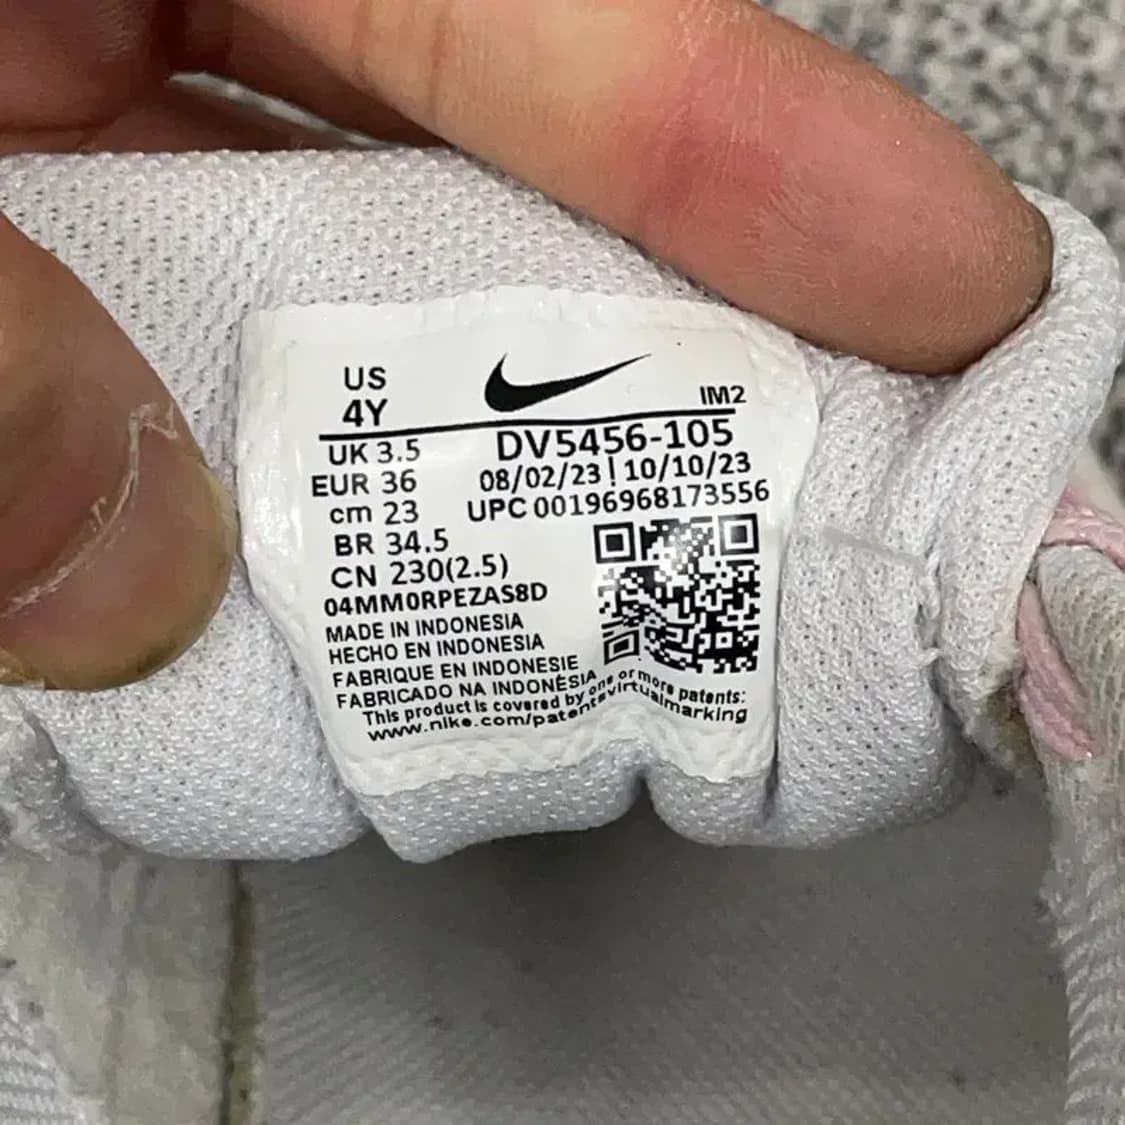 US
4Y
IM2
UK 3.5
EUR 36
cm 23
BR 34.5
CN 230(2.5)
DV5456-105
08/02/23 | 10/10/23
UPC 00196968173556
04MM0RPEZAS8D
MADE IN INDONESIA
HECHO EN INDONESIA
FABRIQUE EN INDONESIE
FABRICADO NA INDONÉSIA
This product is covered by one or more patents:
www.nike.com/patentsvirtualmarking